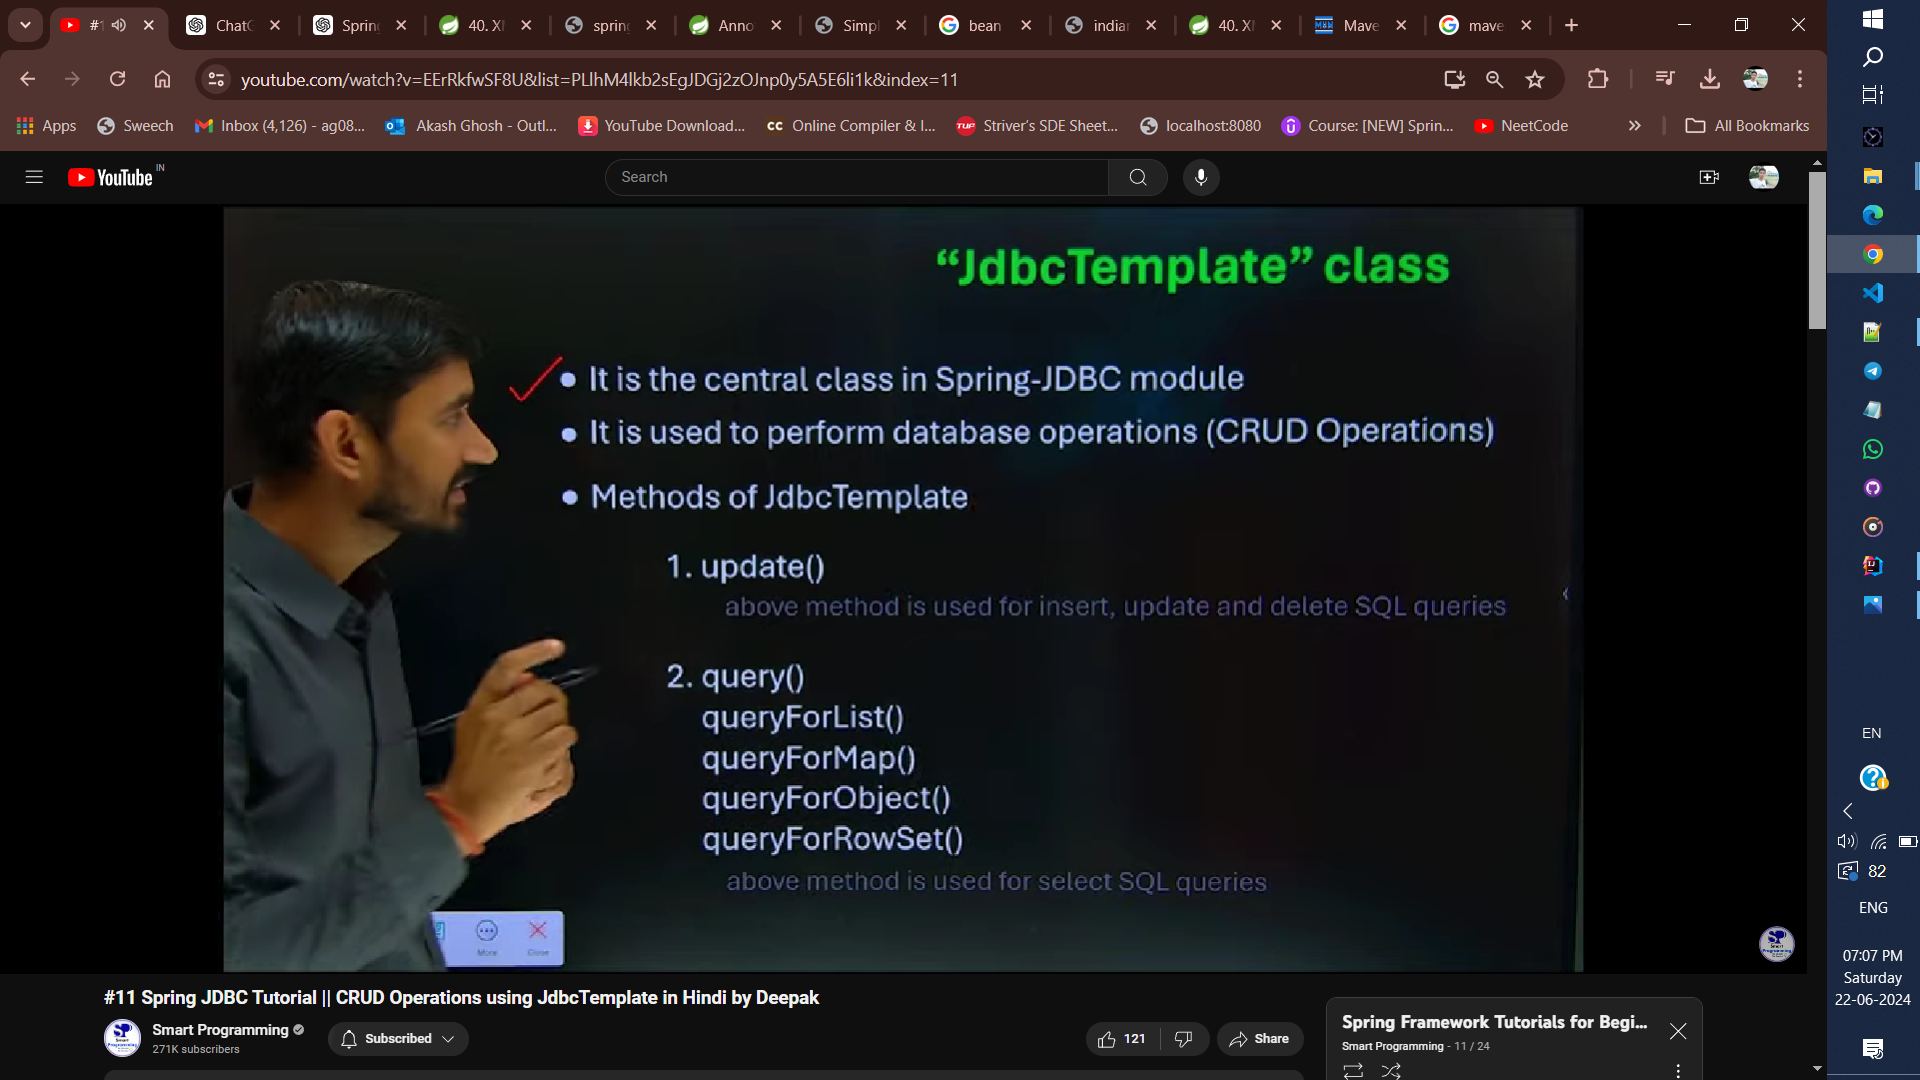 #1
ChatG
Spring
40. XM
spring
Anno
Simpl
bean
indian
40. XM
Mave
mave
youtube.com/watch?v=EErRkfwSF8U&list=PLlhM4lkb2sEgJDGj2zOJnp0y5A5E6li1k&index=11
Apps
Sweech
Inbox (4,126) - ag08...
Akash Ghosh - Outl...
YouTube Download...
Online Compiler & I...
Striver's SDE Sheet...
localhost:8080
Course: [NEW] Sprin...
NeetCode
All Bookmarks
YouTube IN
Search
"JdbcTemplate" class
• It is the central class in Spring-JDBC module
• It is used to perform database operations (CRUD Operations)
• Methods of JdbcTemplate
1. update()
above method is used for insert, update and delete SQL queries
2. query()
queryForList()
queryForMap()
queryForObject()
queryForRowSet()
above method is used for select SQL queries
More
Close
#11 Spring JDBC Tutorial || CRUD Operations using JdbcTemplate in Hindi by Deepak
Smart Programming
271K subscribers
Subscribed
121
Share
Spring Framework Tutorials for Begi...
Smart Programming - 11 / 24
EN
82
ENG
07:07 PM
Saturday
22-06-2024